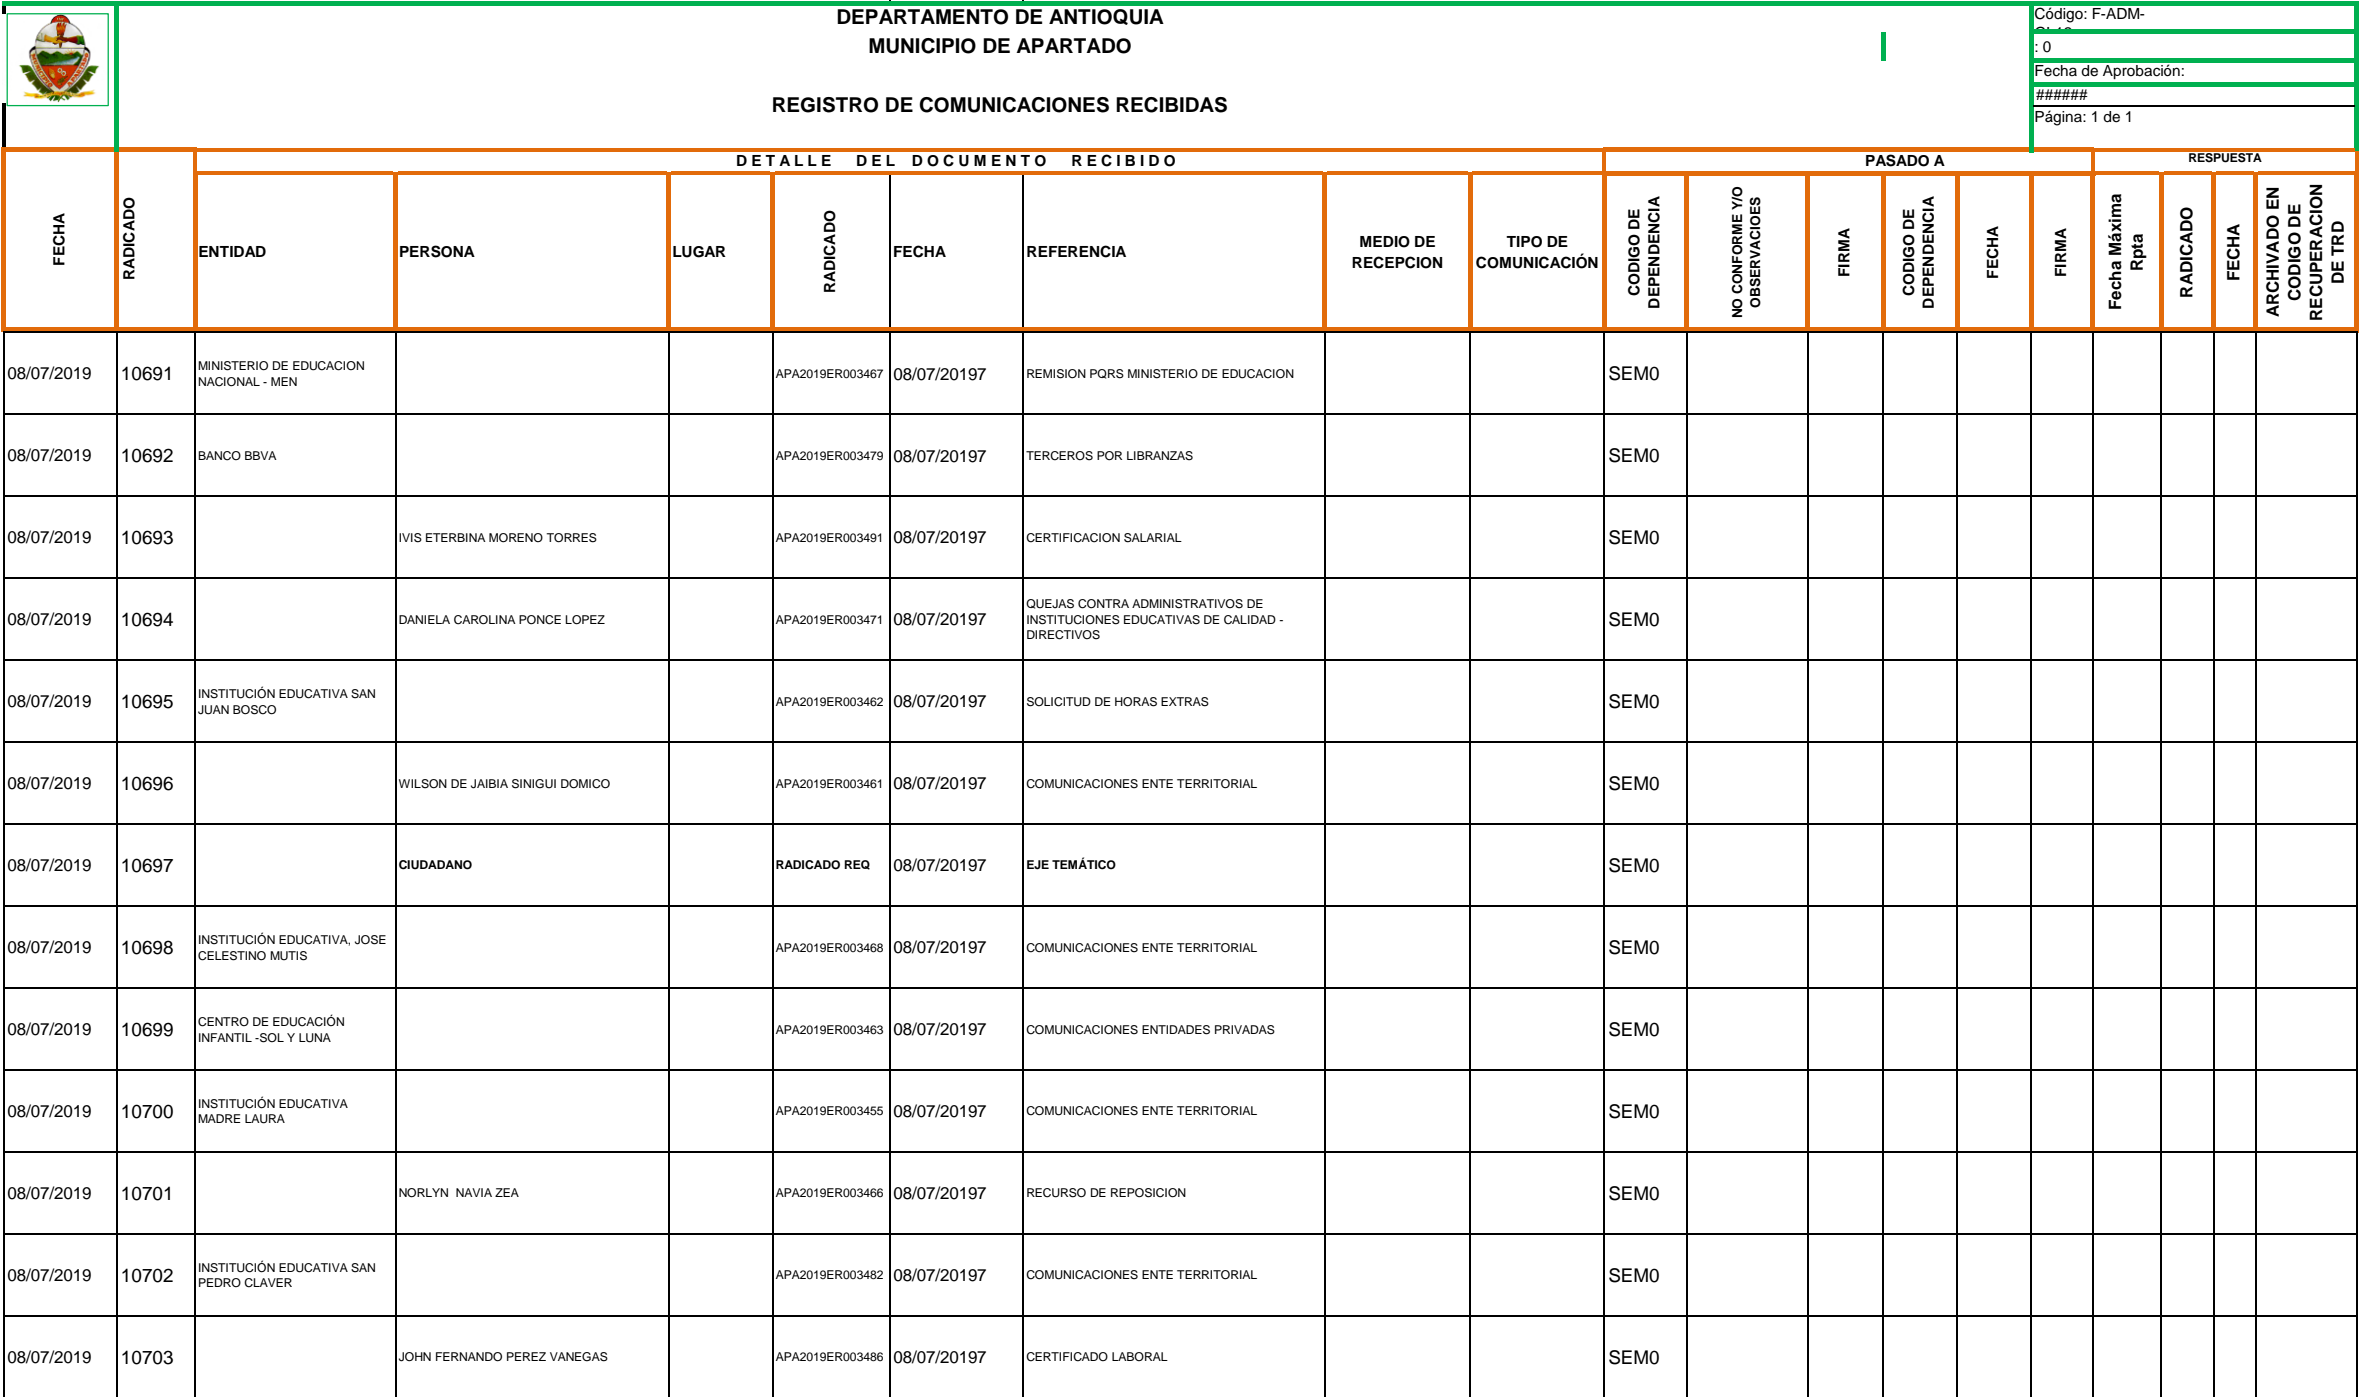 DEPARTAMENTO DE ANTIOQUIA
MUNICIPIO DE APARTADO
REGISTRO DE COMUNICACIONES RECIBIDAS
Código: F-ADM-
: 0
Fecha de Aprobación:
######
Página: 1 de 1
DETALLE DEL DOCUMENTO RECIBIDO
PASADO A
RESPUESTA
FECHA
RADICADO
ENTIDAD
PERSONA
LUGAR
RADICADO
FECHA
REFERENCIA
MEDIO DE
RECEPCION
TIPO DE
COMUNICACIÓN
CODIGO DE
DEPENDENCIA
NO CONFORME Y/O
OBSERVACIOES
FIRMA
CODIGO DE
DEPENDENCIA
FECHA
FIRMA
Fecha Máxima
Rpta
RADICADO
FECHA
ARCHIVADO EN
CODIGO DE
RECUPERACION
DE TRD
08/07/2019 10691 MINISTERIO DE EDUCACION
NACIONAL - MEN
APA2019ER003467 08/07/20197 REMISION PQRS MINISTERIO DE EDUCACION SEM0
08/07/2019 10692 BANCO BBVA APA2019ER003479 08/07/20197 TERCEROS POR LIBRANZAS SEM0
08/07/2019 10693 IVIS ETERBINA MORENO TORRES APA2019ER003491 08/07/20197 CERTIFICACION SALARIAL SEM0
08/07/2019 10694 DANIELA CAROLINA PONCE LOPEZ APA2019ER003471 08/07/20197 QUEJAS CONTRA ADMINISTRATIVOS DE
INSTITUCIONES EDUCATIVAS DE CALIDAD -
DIRECTIVOS
SEM0
08/07/2019 10695 INSTITUCIÓN EDUCATIVA SAN
JUAN BOSCO
APA2019ER003462 08/07/20197 SOLICITUD DE HORAS EXTRAS SEM0
08/07/2019 10696 WILSON DE JAIBIA SINIGUI DOMICO APA2019ER003461 08/07/20197 COMUNICACIONES ENTE TERRITORIAL SEM0
08/07/2019 10697 CIUDADANO RADICADO REQ 08/07/20197 EJE TEMÁTICO SEM0
08/07/2019 10698 INSTITUCIÓN EDUCATIVA, JOSE
CELESTINO MUTIS
APA2019ER003468 08/07/20197 COMUNICACIONES ENTE TERRITORIAL SEM0
08/07/2019 10699 CENTRO DE EDUCACIÓN
INFANTIL -SOL Y LUNA
APA2019ER003463 08/07/20197 COMUNICACIONES ENTIDADES PRIVADAS SEM0
08/07/2019 10700 INSTITUCIÓN EDUCATIVA
MADRE LAURA
APA2019ER003455 08/07/20197 COMUNICACIONES ENTE TERRITORIAL SEM0
08/07/2019 10701 NORLYN NAVIA ZEA APA2019ER003466 08/07/20197 RECURSO DE REPOSICION SEM0
08/07/2019 10702 INSTITUCIÓN EDUCATIVA SAN
PEDRO CLAVER
APA2019ER003482 08/07/20197 COMUNICACIONES ENTE TERRITORIAL SEM0
08/07/2019 10703 JOHN FERNANDO PEREZ VANEGAS APA2019ER003486 08/07/20197 CERTIFICADO LABORAL SEM0